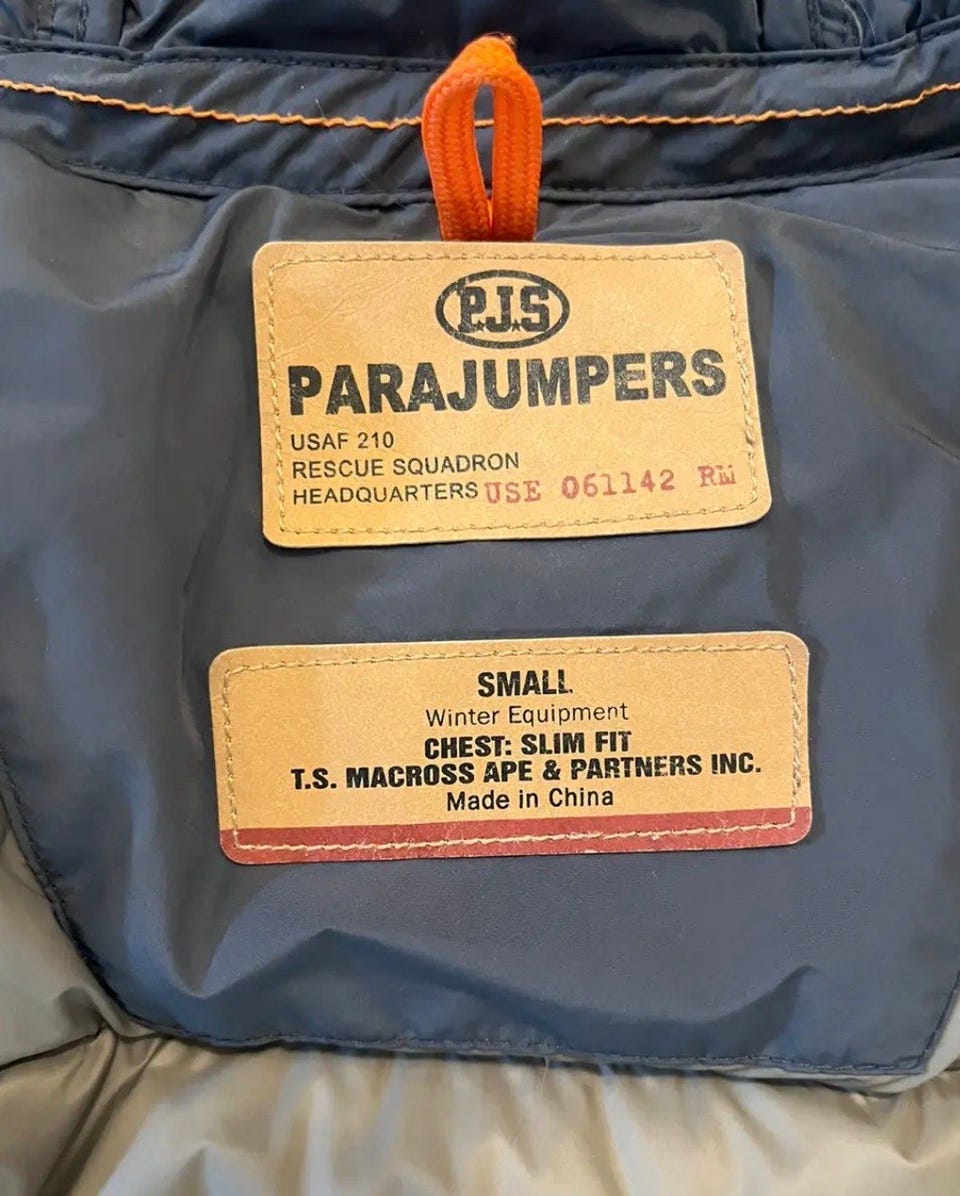 P.J.S
PARAJUMPERS
USAF 210
RESCUE SQUADRON
HEADQUARTERS USE 061142 RM
SMALL
Winter Equipment
CHEST: SLIM FIT
T.S. MACROSS APE & PARTNERS INC.
Made in China